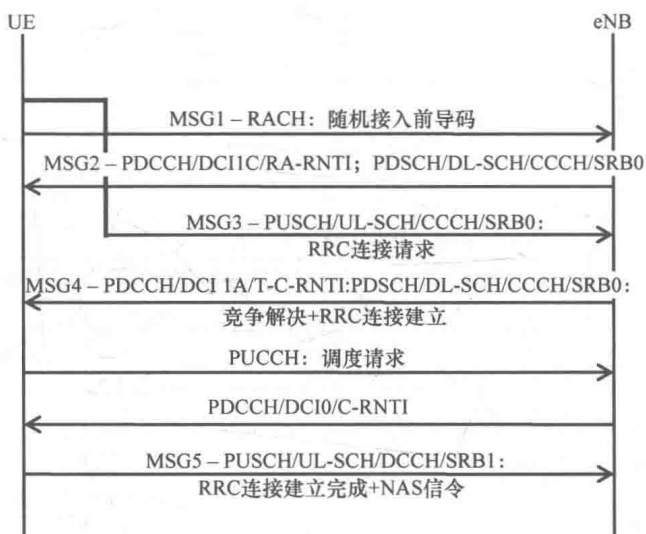 UE eNB
MSG1 – RACH：随机接入前导码
MSG2 – PDCCH/DCI1C/RA-RNTI；PDSCH/DL-SCH/CCCH/SRB0
MSG3 – PUSCH/UL-SCH/CCCH/SRB0：
RRC连接请求
MSG4 – PDCCH/DCI 1A/T-C-RNTI:PDSCH/DL-SCH/CCCH/SRB0：
竞争解决+RRC连接建立
PUCCH：调度请求
PDCCH/DCI0/C-RNTI
MSG5 – PUSCH/UL-SCH/DCCH/SRB1：
RRC连接建立完成+NAS信令